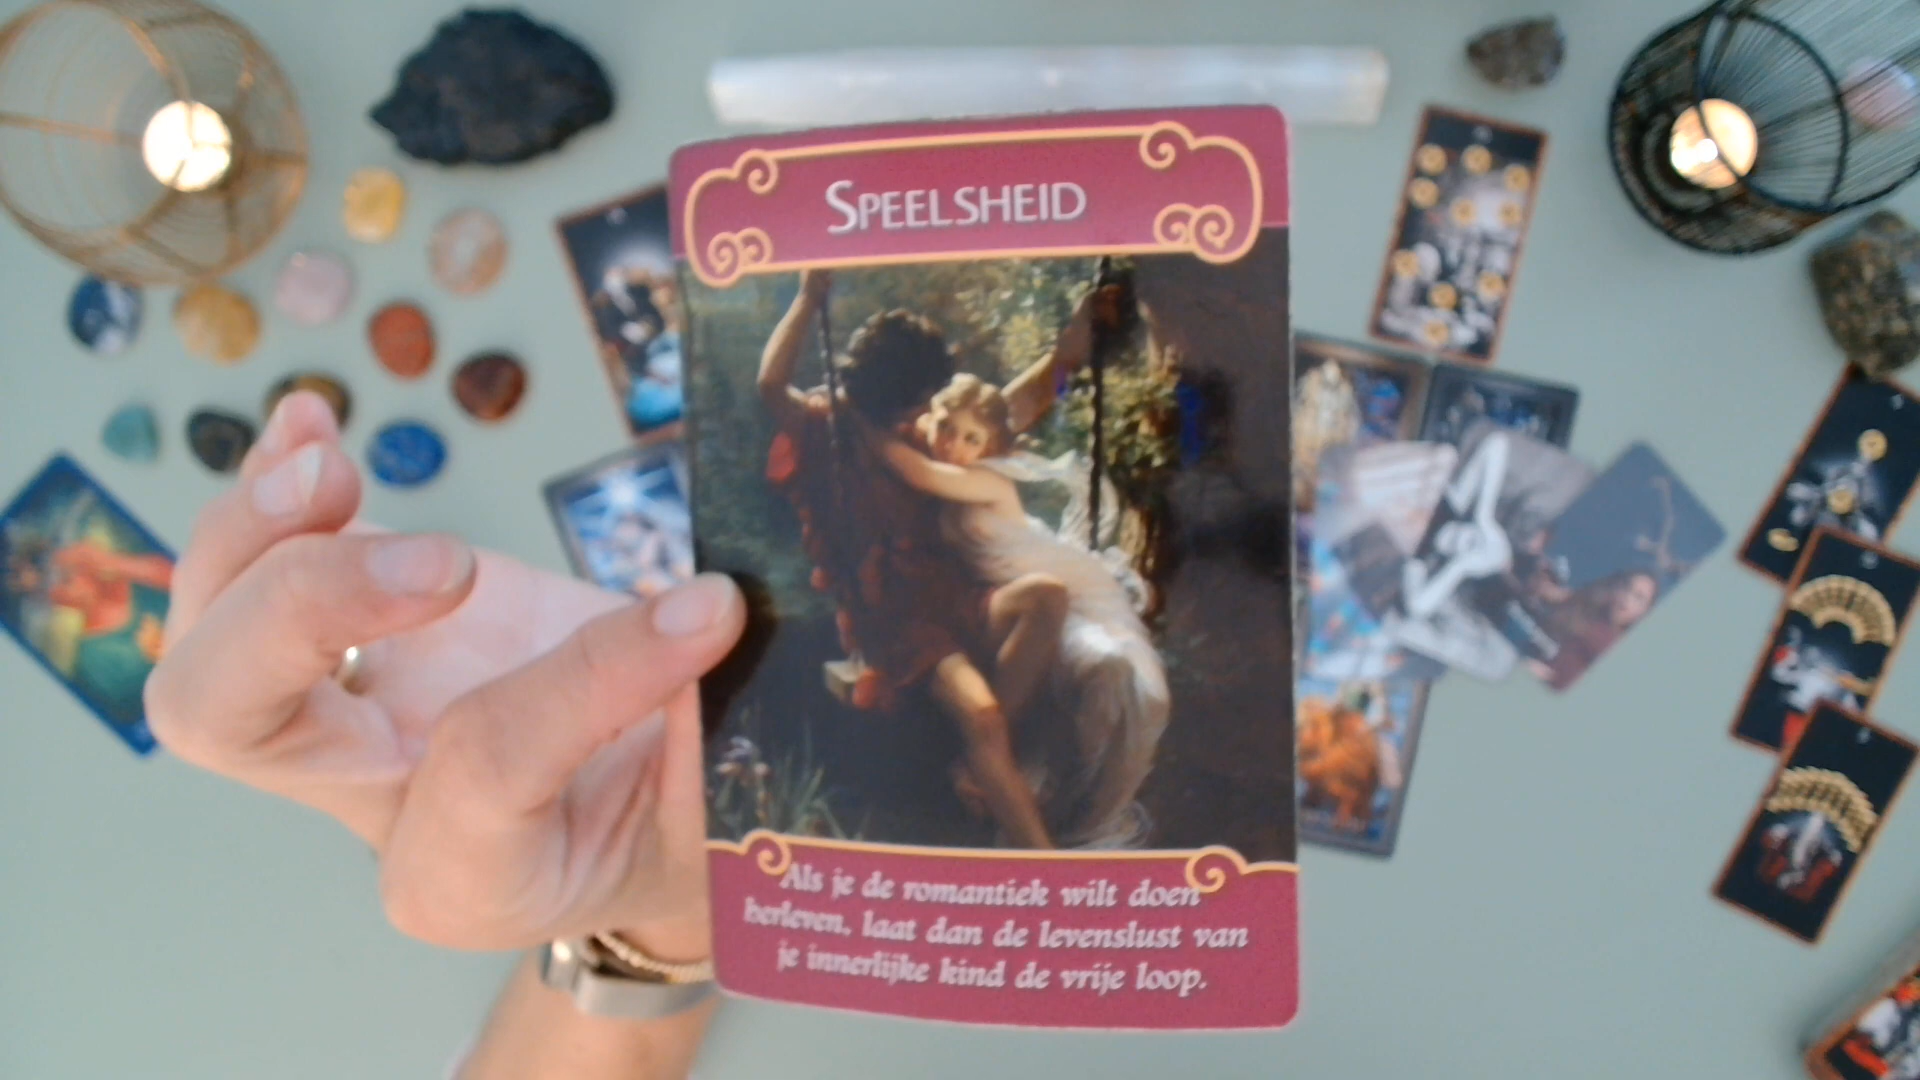 SPEELSHEID
Als je de romantiek wilt doen
herleven, laat dan de levenslust van
je innerlijke kind de vrije loop.